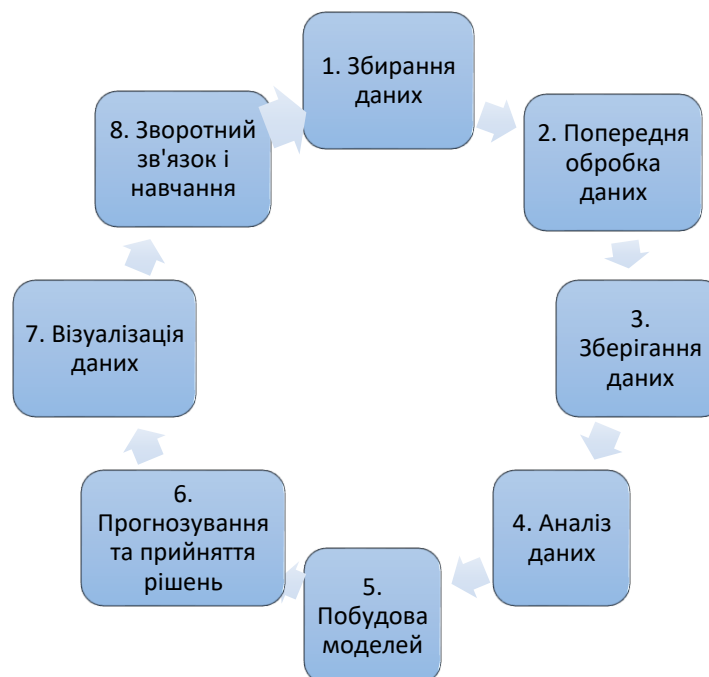 1. Збирання
даних
2. Попередня
обробка
даних
3.
Зберігання
даних
4. Аналіз
даних
5.
Побудова
моделей
6.
Прогнозування
та прийняття
рішень
7. Візуалізація
даних
8. Зворотний
зв'язок і
навчання